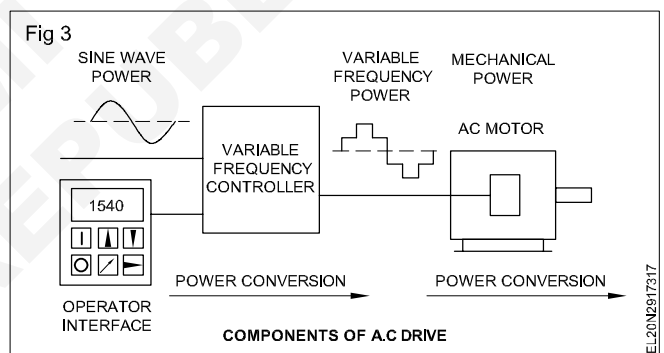 Fig 3
SINE WAVE
POWER
VARIABLE
FREQUENCY
POWER
MECHANICAL
POWER
AC MOTOR
VARIABLE
FREQUENCY
CONTROLLER
1540
OPERATOR
INTERFACE
POWER CONVERSION
POWER CONVERSION
COMPONENTS OF A.C DRIVE
EL20N2917317
REPUBL